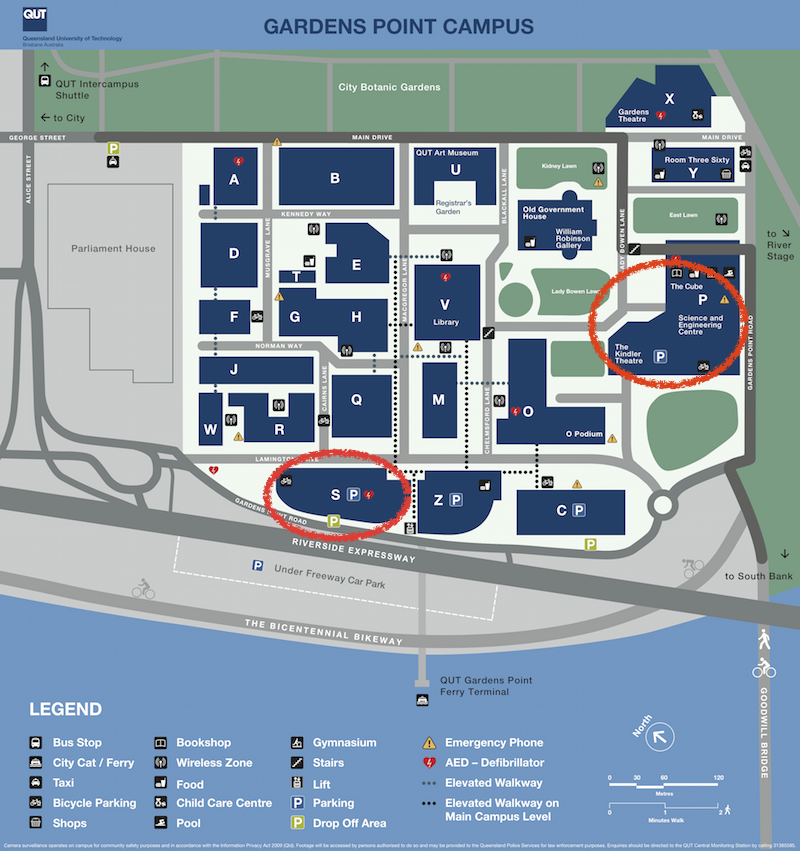 QUT
Queensland University of Technology
Brisbane Australia
GARDENS POINT CAMPUS
QUT Intercampus
Shuttle
to City
City Botanic Gardens
X
Gardens
Theatre
GEORGE STREET
MAIN DRIVE
MAIN DRIVE
P
ALICE STREET
A
B
QUT Art Museum
U
Registrar's
Garden
BLACKALL LANE
Kidney Lawn
Room Three Sixty
Y
KENNEDY WAY
Old Government
House
William
Robinson
Gallery
LADY BOWEN LANE
East Lawn
to
River
Stage
Parliament House
MUSGRAVE LANE
D
E
T
MACGREGOR LANE
V
Library
Lady Bowen Lawn
The Cube
P
Science and
Engineering
Centre
The
Kindler
Theatre
P
GARDENS POINT ROAD
F
G
H
NORMAN WAY
J
CAIRNS LANE
Q
M
CHELMSFORD LANE
O
O Podium
W
R
LAMINGTON DRIVE
S P
P
Z P
C P
P
GARDENS POINT ROAD
RIVERSIDE EXPRESSWAY
P Under Freeway Car Park
to South Bank
THE BICENTENNIAL BIKEWAY
QUT Gardens Point
Ferry Terminal
GOODWILL BRIDGE
LEGEND
Bus Stop
City Cat / Ferry
Taxi
Bicycle Parking
Shops
Bookshop
Wireless Zone
Food
Child Care Centre
Pool
Gymnasium
Stairs
Lift
P Parking
P Drop Off Area
Emergency Phone
AED – Defibrillator
Elevated Walkway
Elevated Walkway on
Main Campus Level
North
0 30 60 120
Metres
0 1 2
Minutes Walk
Camera surveillance operates on campus for community safety purposes and in accordance with the Information Privacy Act 2009 (Qld). Footage will be accessed by persons authorised to do so and may be provided to the Queensland Police Services for law enforcement purposes. Enquiries should be directed to the QUT Central Monitoring Station by calling 31385585.